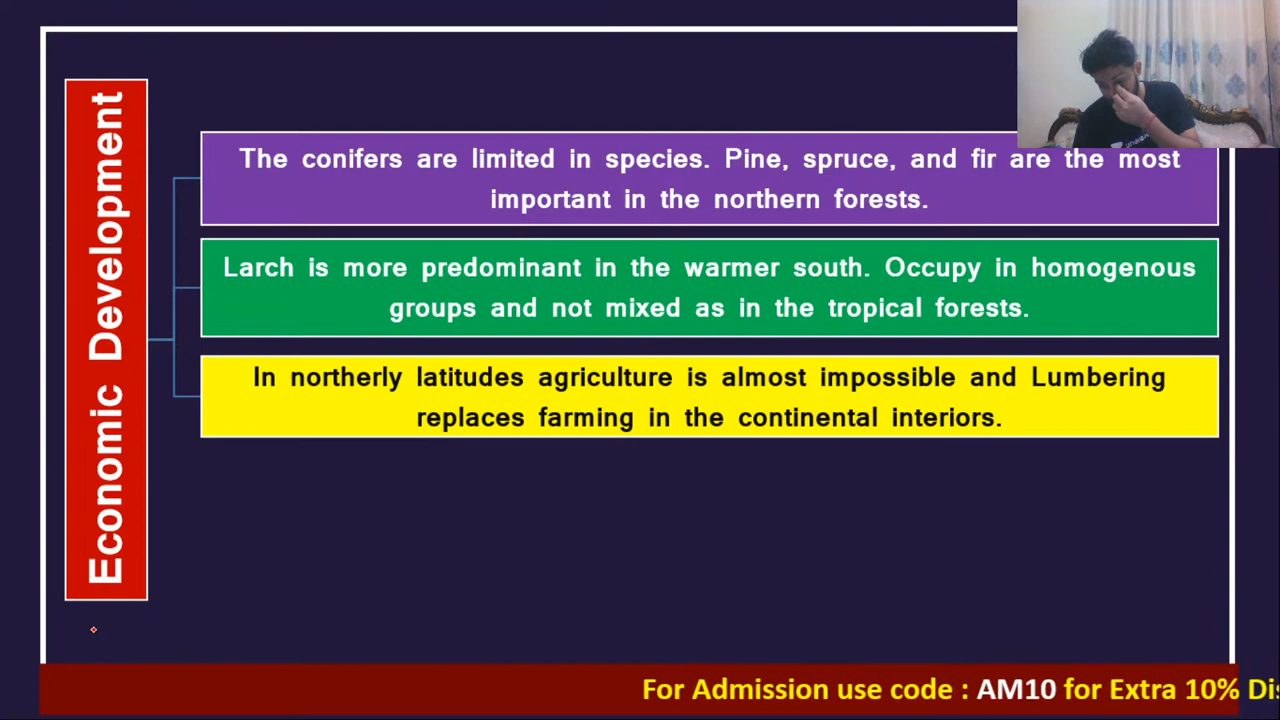 Economic Development
The conifers are limited in species. Pine, spruce, and fir are the most
important in the northern forests.
Larch is more predominant in the warmer south. Occupy in homogenous
groups and not mixed as in the tropical forests.
In northerly latitudes agriculture is almost impossible and Lumbering
replaces farming in the continental interiors.
For Admission use code : AM10 for Extra 10% Dis